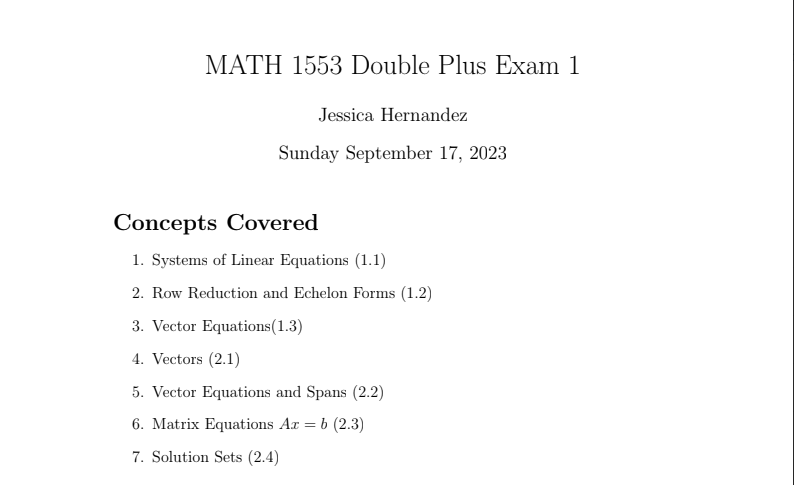 MATH 1553 Double Plus Exam 1
Jessica Hernandez
Sunday September 17, 2023
Concepts Covered
1. Systems of Linear Equations (1.1)
2. Row Reduction and Echelon Forms (1.2)
3. Vector Equations(1.3)
4. Vectors (2.1)
5. Vector Equations and Spans (2.2)
6. Matrix Equations Ax = b (2.3)
7. Solution Sets (2.4)